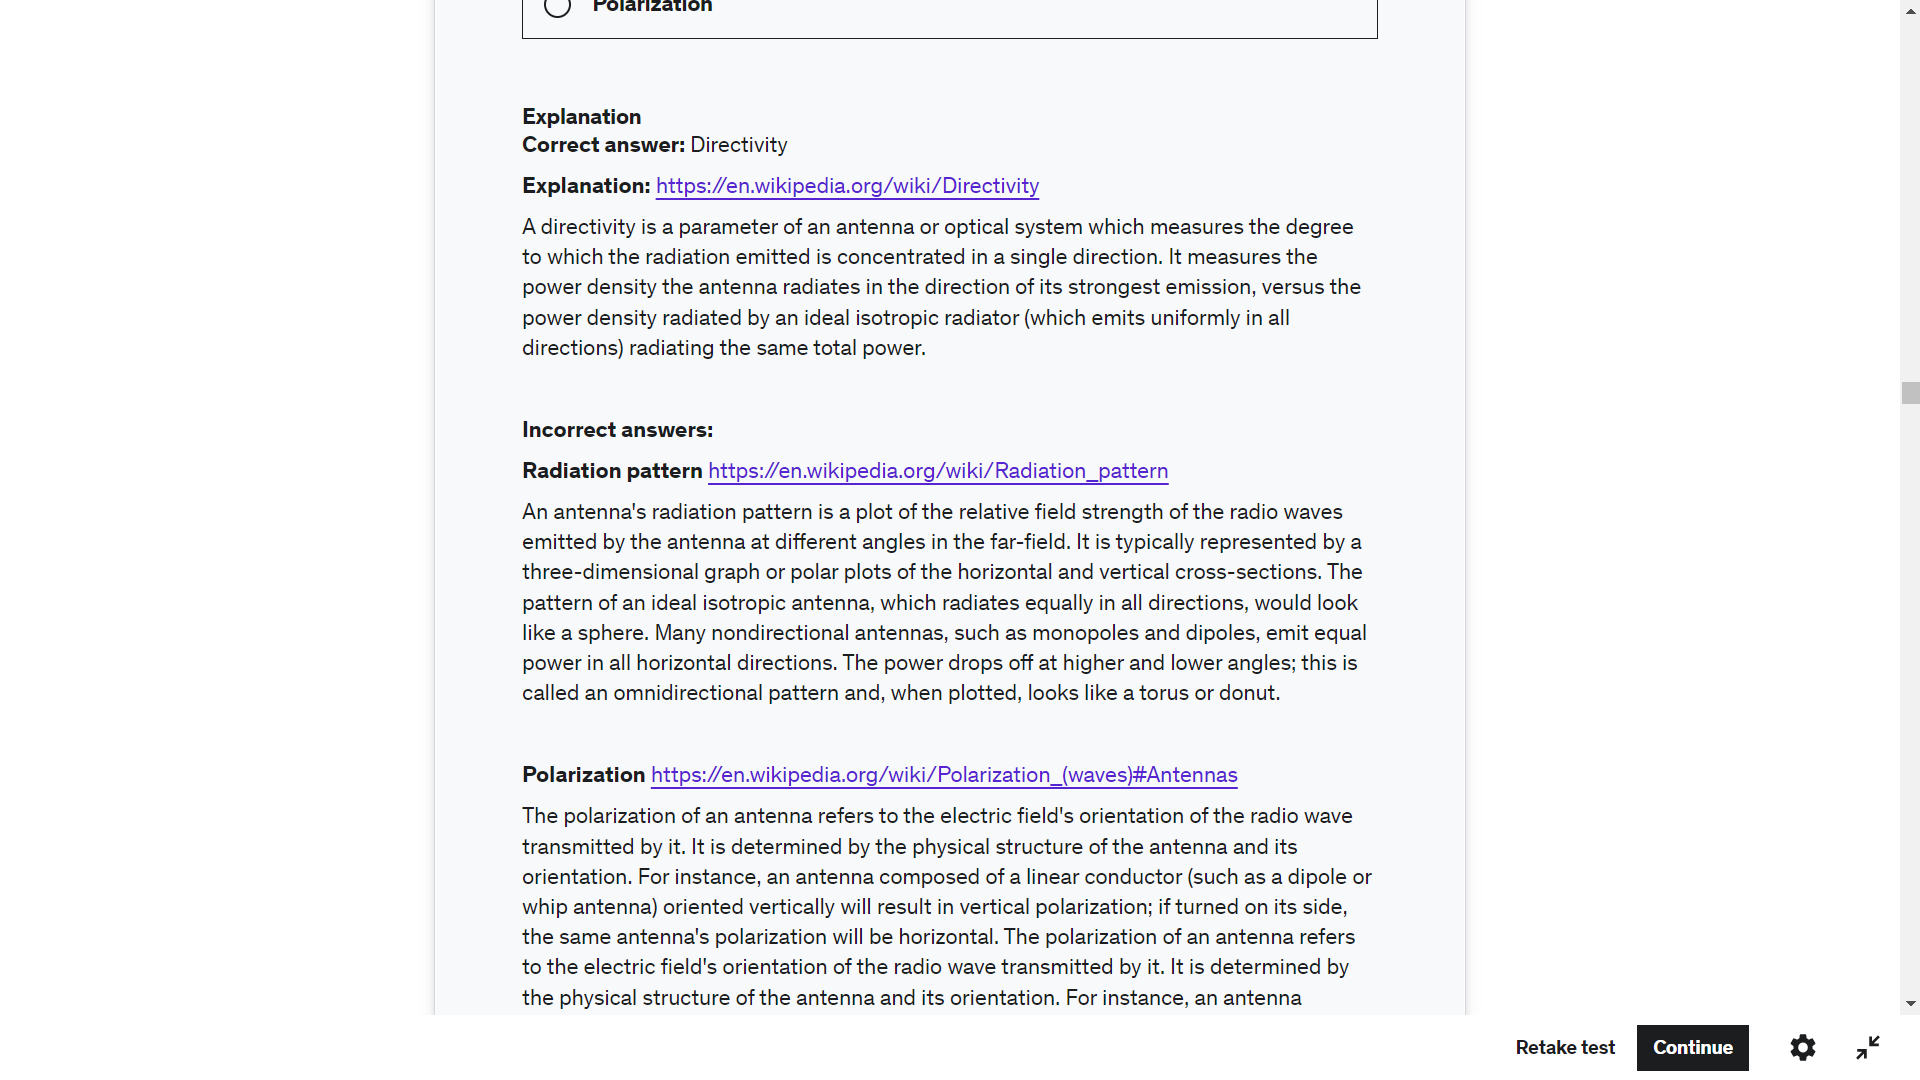 Polarization
Explanation
Correct answer: Directivity
Explanation: https://en.wikipedia.org/wiki/Directivity
A directivity is a parameter of an antenna or optical system which measures the degree
to which the radiation emitted is concentrated in a single direction. It measures the
power density the antenna radiates in the direction of its strongest emission, versus the
power density radiated by an ideal isotropic radiator (which emits uniformly in all
directions) radiating the same total power.
Incorrect answers:
Radiation pattern https://en.wikipedia.org/wiki/Radiation_pattern
An antenna's radiation pattern is a plot of the relative field strength of the radio waves
emitted by the antenna at different angles in the far-field. It is typically represented by a
three-dimensional graph or polar plots of the horizontal and vertical cross-sections. The
pattern of an ideal isotropic antenna, which radiates equally in all directions, would look
like a sphere. Many nondirectional antennas, such as monopoles and dipoles, emit equal
power in all horizontal directions. The power drops off at higher and lower angles; this is
called an omnidirectional pattern and, when plotted, looks like a torus or donut.
Polarization https://en.wikipedia.org/wiki/Polarization_(waves)#Antennas
The polarization of an antenna refers to the electric field's orientation of the radio wave
transmitted by it. It is determined by the physical structure of the antenna and its
orientation. For instance, an antenna composed of a linear conductor (such as a dipole or
whip antenna) oriented vertically will result in vertical polarization; if turned on its side,
the same antenna's polarization will be horizontal. The polarization of an antenna refers
to the electric field's orientation of the radio wave transmitted by it. It is determined by
the physical structure of the antenna and its orientation. For instance, an antenna
Retake test
Continue